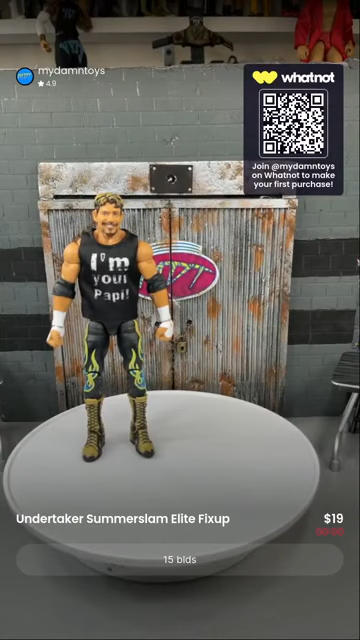 mydamntoys
4.9
whatnot
Join @mydamntoys
on Whatnot to make
your first purchase!
I'm
your
Papi!
Undertaker Summerslam Elite Fixup
$19
15 bids